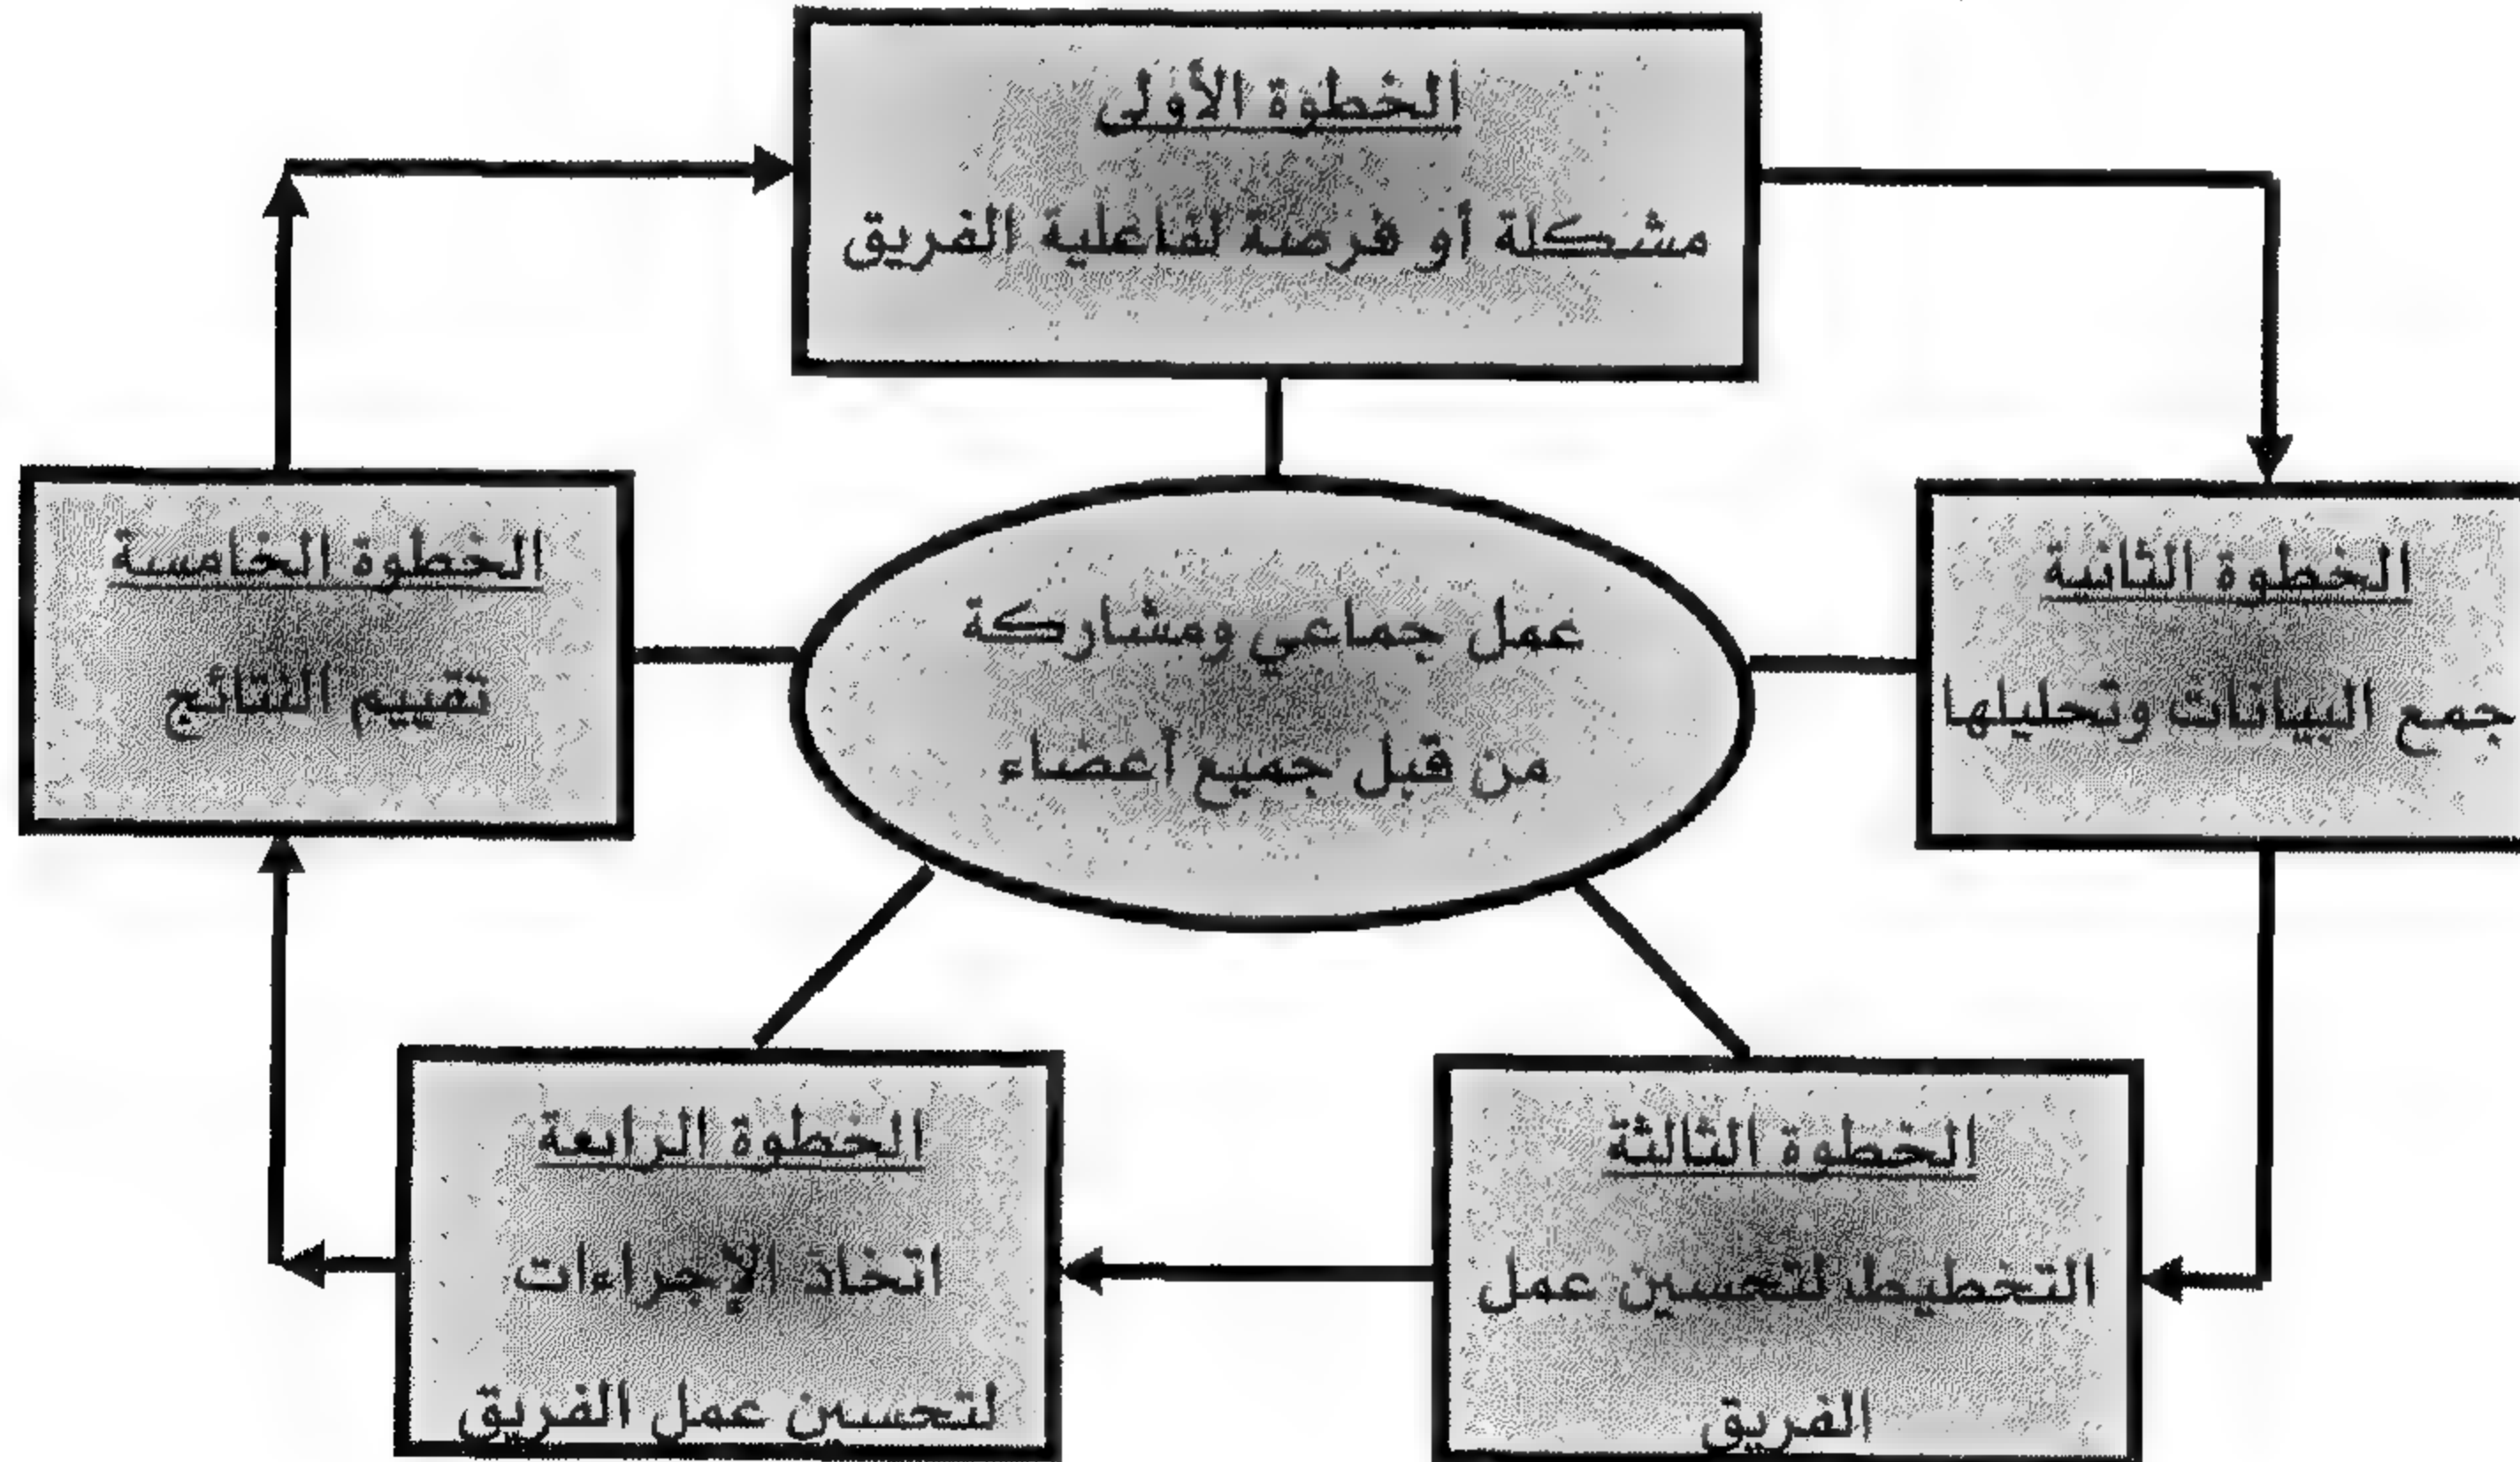 الخطوة الأولى
مشكلة أو فرصة لفاعلية الفريق
الخطوة الثانية
جمع البيانات وتحليلها
الخطوة الثالثة
التخطيط لتحسين عمل
الفريق
الخطوة الرابعة
اتخاذ الإجراءات
لتحسين عمل الفريق
الخطوة الخامسة
تقييم النتائج
عمل جماعي ومشاركة
من قبل جميع أعضاء